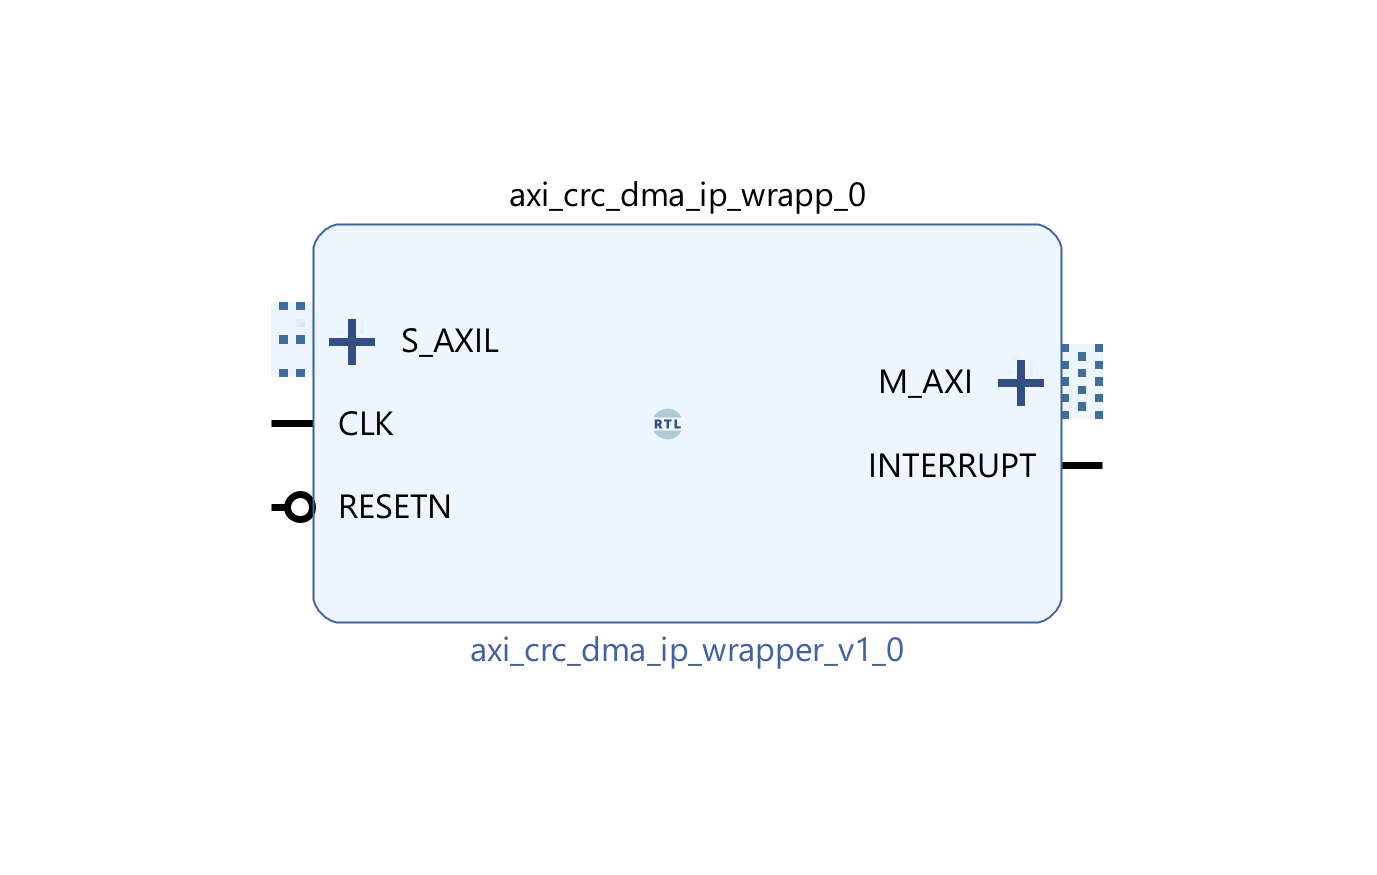 axi_crc_dma_ip_wrapp_0
S_AXIL
M_AXI
CLK
RTL
INTERRUPT
RESETN
axi_crc_dma_ip_wrapper_v1_0